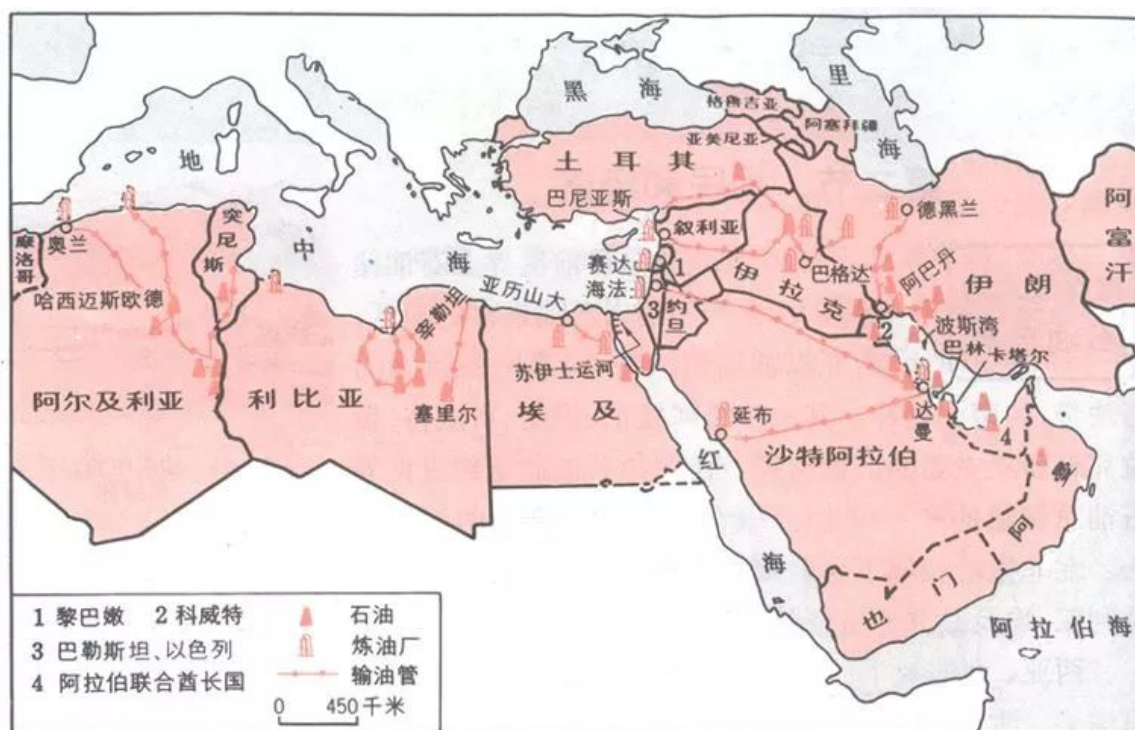 黑海
里海
格鲁吉亚
亚美尼亚
阿塞拜疆
地中海
土耳其
巴尼亚斯
叙利亚
德黑兰
阿富汗
摩洛哥
奥兰
突尼斯
赛达
1
海法
3
约旦
伊拉克
巴格达
阿巴丹
伊朗
2
哈西迈斯欧德
宰勒坦
亚历山大
波斯湾
巴林
卡塔尔
阿尔及利亚
利比亚
塞里尔
埃及
苏伊士运河
延布
沙特阿拉伯
达曼
4
红海
阿曼
也门
阿拉伯海
1 黎巴嫩 2 科威特
3 巴勒斯坦、以色列
4 阿拉伯联合酋长国
石油
炼油厂
输油管
0 450千米